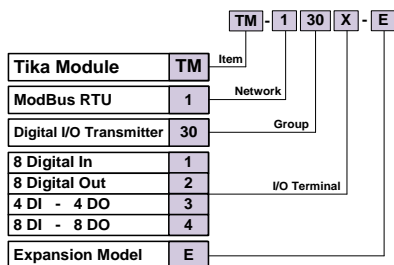 TM - 1 30 X - E
Tika Module TM
Item
ModBus RTU 1
Network
Digital I/O Transmitter 30
Group
8 Digital In 1
8 Digital Out 2
I/O Terminal
4 DI - 4 DO 3
8 DI - 8 DO 4
Expansion Model E